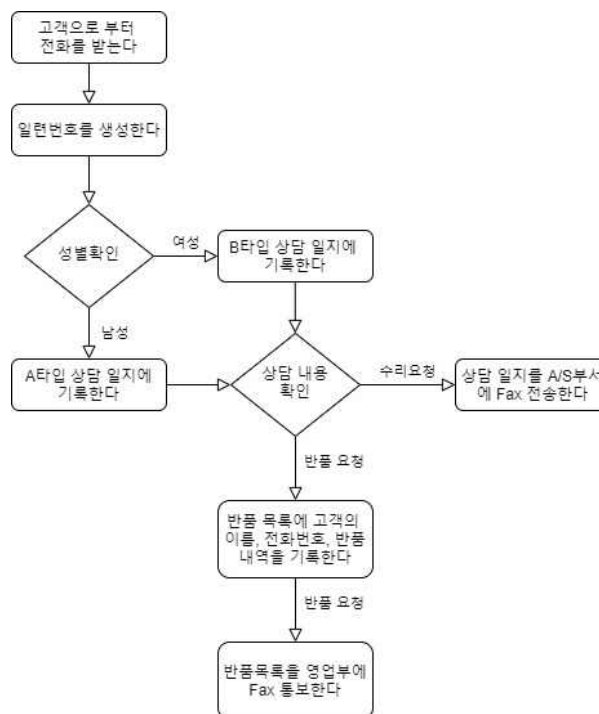 고객으로 부터
전화를 받는다
일련번호를 생성한다
성별확인
여성
B타입 상담 일지에
기록한다
남성
A타입 상담 일지에
기록한다
상담 내용
확인
수리요청
상담 일지를 A/S부서
에 Fax 전송한다
반품 요청
반품 목록에 고객의
이름, 전화번호, 반품
내역을 기록한다
반품 요청
반품목록을 영업부에
Fax 통보한다